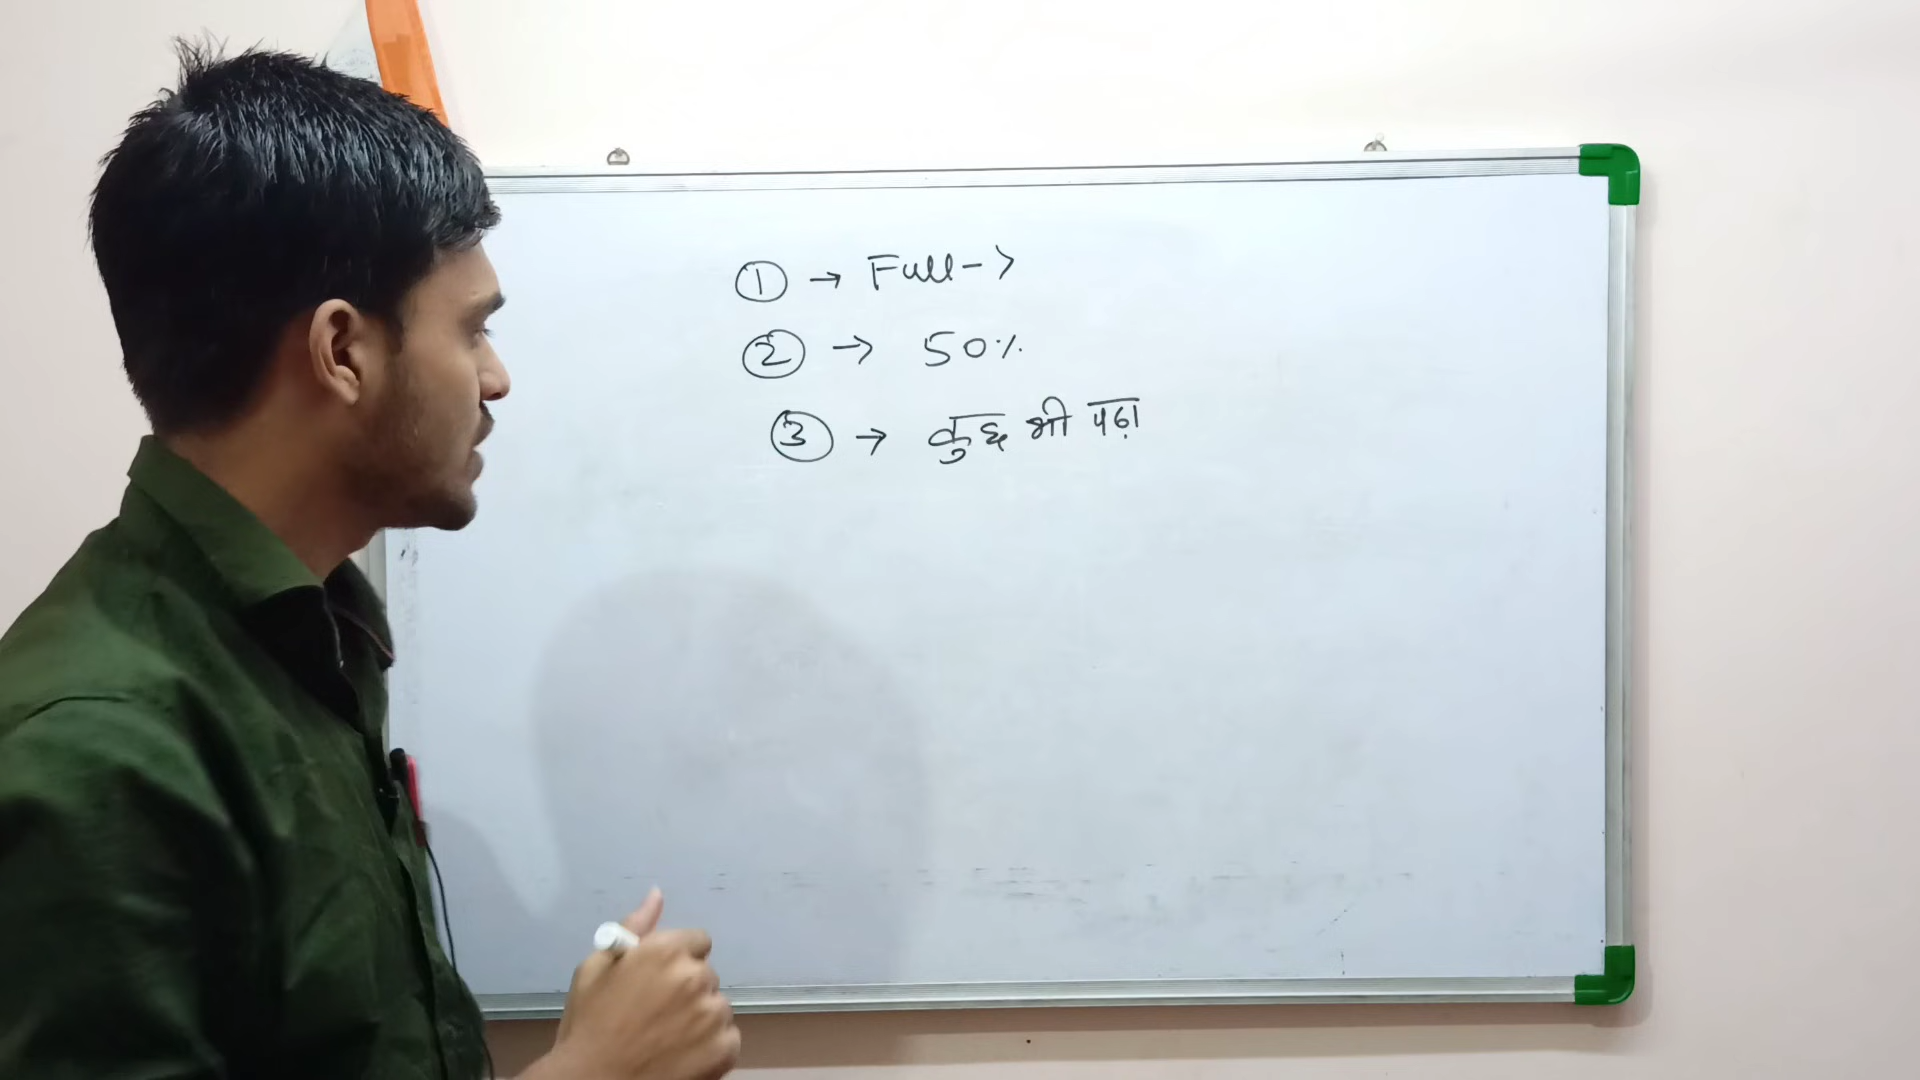 ① → Full->
② → 50%
③ → कुछ भी पढ़ा